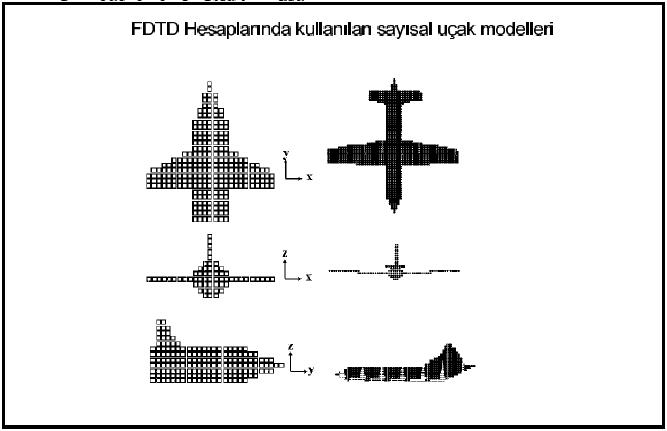 FDTD Hesaplarında kullanılan sayısal uçak modelleri
y
x
z
x
z
y